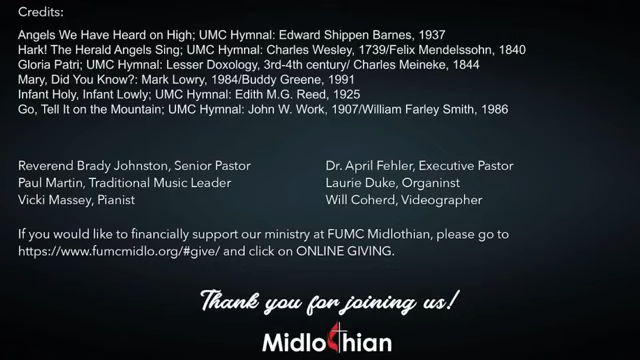 Credits:
Angels We Have Heard on High; UMC Hymnal: Edward Shippen Barnes, 1937
Hark! The Herald Angels Sing; UMC Hymnal: Charles Wesley, 1739/Felix Mendelssohn, 1840
Gloria Patri; UMC Hymnal: Lesser Doxology, 3rd-4th century/ Charles Meineke, 1844
Mary, Did You Know?: Mark Lowry, 1984/Buddy Greene, 1991
Infant Holy, Infant Lowly; UMC Hymnal: Edith M.G. Reed, 1925
Go, Tell It on the Mountain; UMC Hymnal: John W. Work, 1907/William Farley Smith, 1986
Reverend Brady Johnston, Senior Pastor
Paul Martin, Traditional Music Leader
Vicki Massey, Pianist
Dr. April Fehler, Executive Pastor
Laurie Duke, Organinst
Will Coherd, Videographer
If you would like to financially support our ministry at FUMC Midlothian, please go to
https://www.fumcmidlo.org/#give/ and click on ONLINE GIVING.
Thank you for joining us!
Midlothian